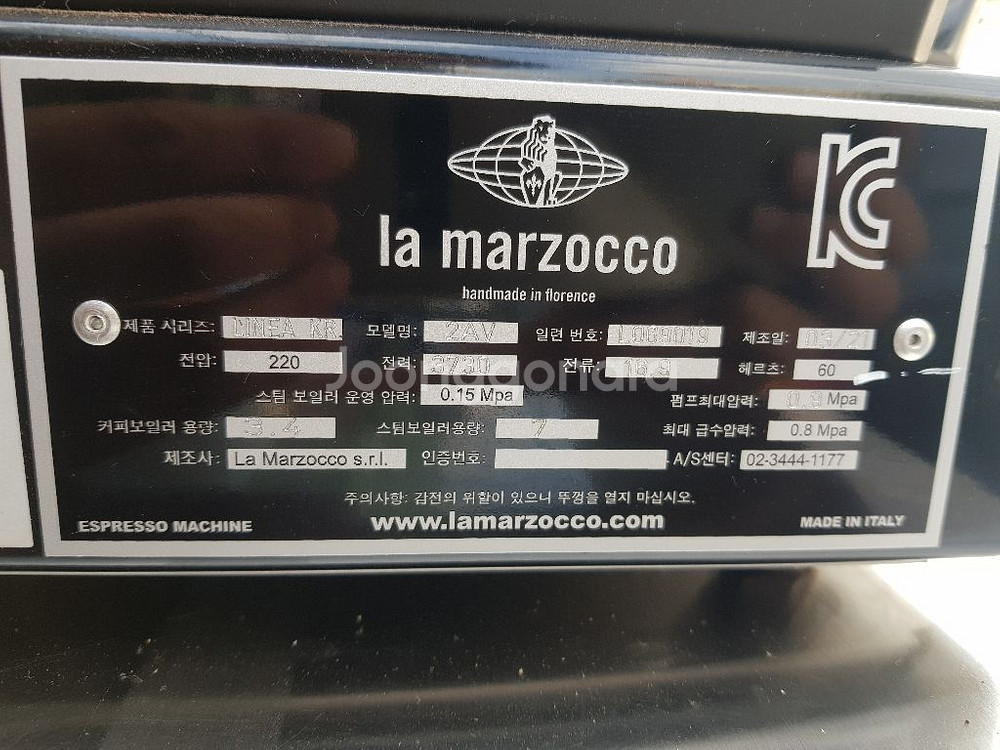 la marzocco
handmade in florence
제품 시리즈: LINEA KR 모델명: 2AV 일련 번호: L069019 제조일: 03/21
전압: 220 전력: 3730 전류: 16.9 헤르츠: 60
스팀 보일러 운영 압력: 0.15 Mpa 펌프최대압력: 0.9 Mpa
커피보일러 용량: 3.4 스팀보일러용량: 7 최대 급수압력: 0.8 Mpa
제조사: La Marzocco s.r.l. 인증번호: A/S센터: 02-3444-1177
주의사항: 감전의 위할이 있으니 뚜껑을 열지 마십시오.
ESPRESSO MACHINE www.lamarzocco.com MADE IN ITALY
Joonggonara